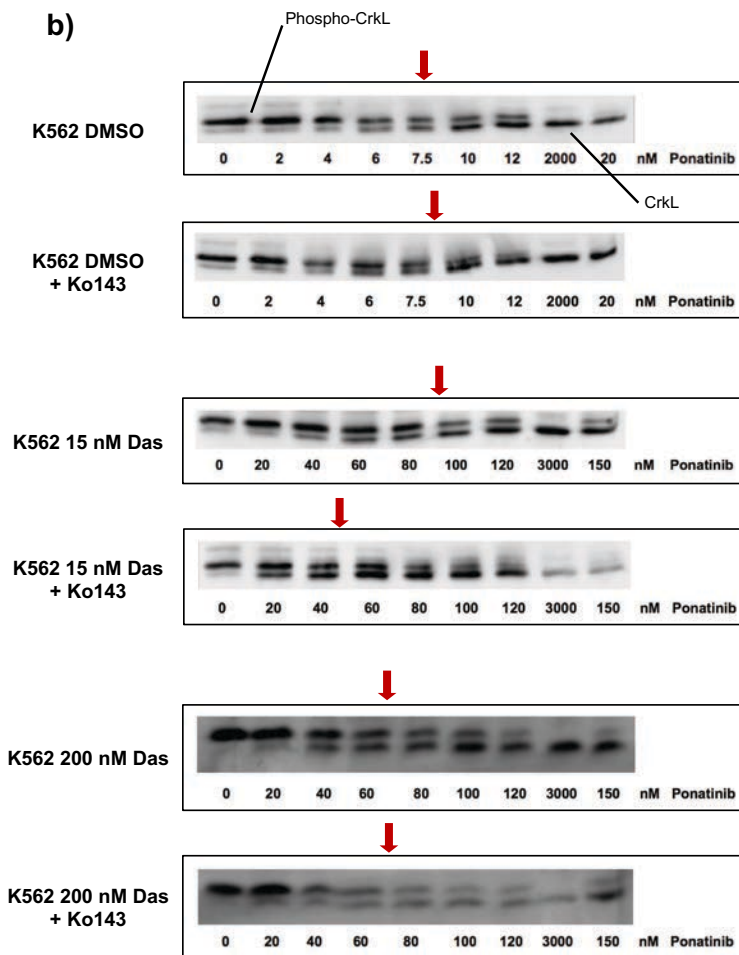 b)
Phospho-CrkL
K562 DMSO
0 2 4 6 7.5 10 12 2000 20 nM Ponatinib
CrkL
K562 DMSO
+ Ko143
0 2 4 6 7.5 10 12 2000 20 nM Ponatinib
K562 15 nM Das
0 20 40 60 80 100 120 3000 150 nM Ponatinib
K562 15 nM Das
+ Ko143
0 20 40 60 80 100 120 3000 150 nM Ponatinib
K562 200 nM Das
0 20 40 60 80 100 120 3000 150 nM Ponatinib
K562 200 nM Das
+ Ko143
0 20 40 60 80 100 120 3000 150 nM Ponatinib